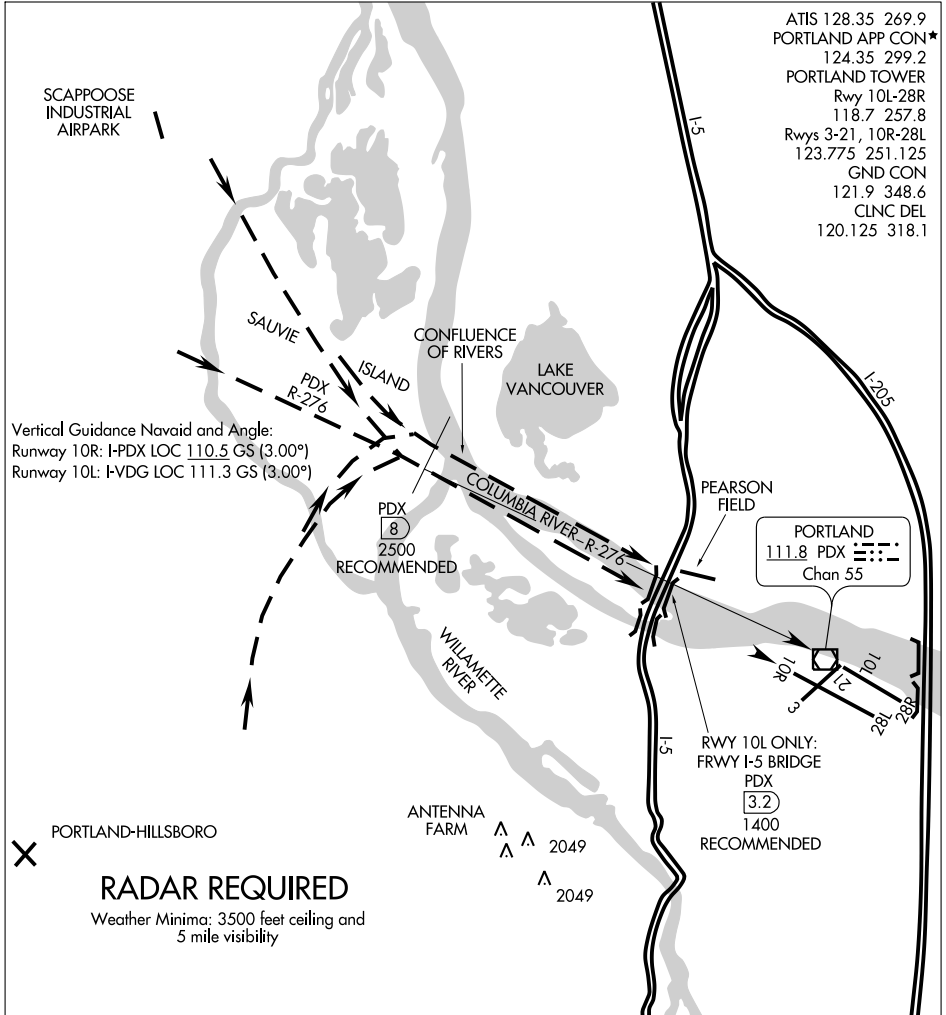 ATIS 128.35 269.9
PORTLAND APP CON★
124.35 299.2
PORTLAND TOWER
Rwy 10L-28R
118.7 257.8
Rwys 3-21, 10R-28L
123.775 251.125
GND CON
121.9 348.6
CLNC DEL
120.125 318.1
SCAPPOOSE
INDUSTRIAL
AIRPARK
I-5
SAUVIE
ISLAND
CONFLUENCE
OF RIVERS
LAKE
VANCOUVER
I-205
PDX
R-276
Vertical Guidance Navaid and Angle:
Runway 10R: I-PDX LOC 110.5 GS (3.00°)
Runway 10L: I-VDG LOC 111.3 GS (3.00°)
PDX
8
2500
RECOMMENDED
COLUMBIA RIVER
R-276
PEARSON
FIELD
PORTLAND
111.8 PDX
Chan 55
WILLAMETTE
RIVER
10R
10L
21
3
28L
28R
I-5
RWY 10L ONLY:
FRWY I-5 BRIDGE
PDX
3.2
1400
RECOMMENDED
ANTENNA
FARM
2049
2049
PORTLAND-HILLSBORO
RADAR REQUIRED
Weather Minima: 3500 feet ceiling and
5 mile visibility